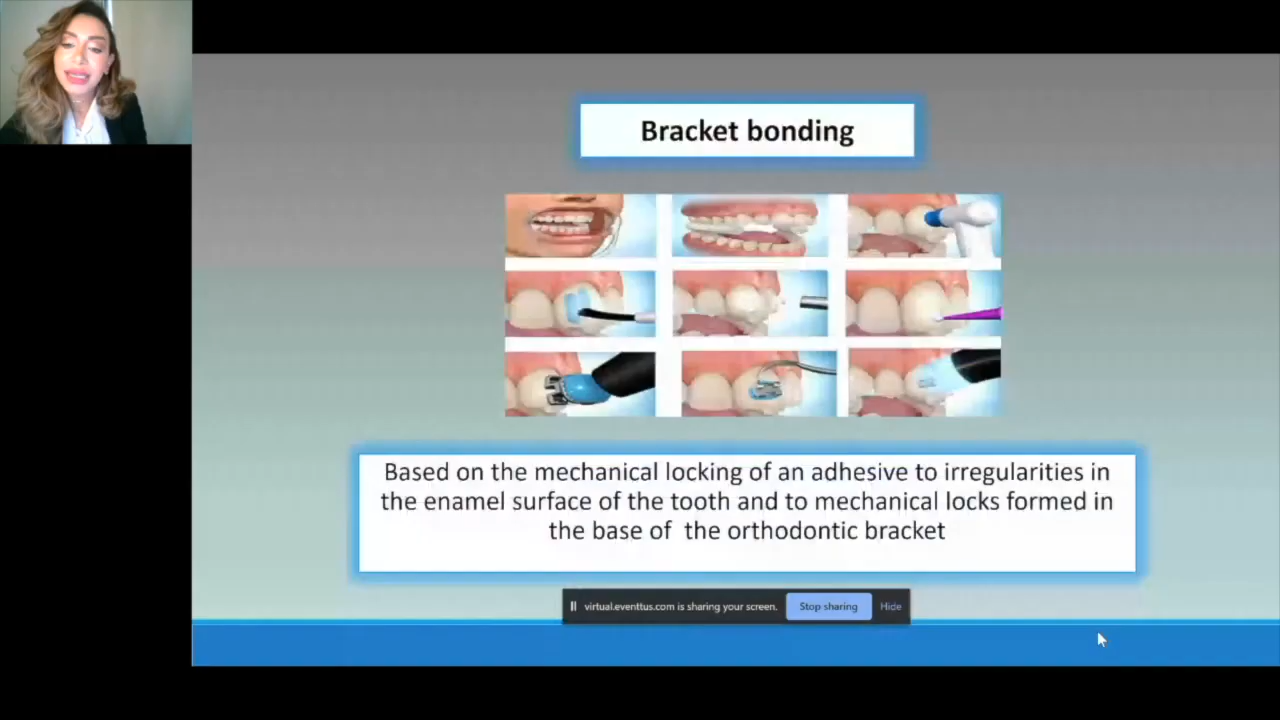 Bracket bonding
Based on the mechanical locking of an adhesive to irregularities in
the enamel surface of the tooth and to mechanical locks formed in
the base of the orthodontic bracket
virtual.eventtus.com is sharing your screen. Stop sharing Hide